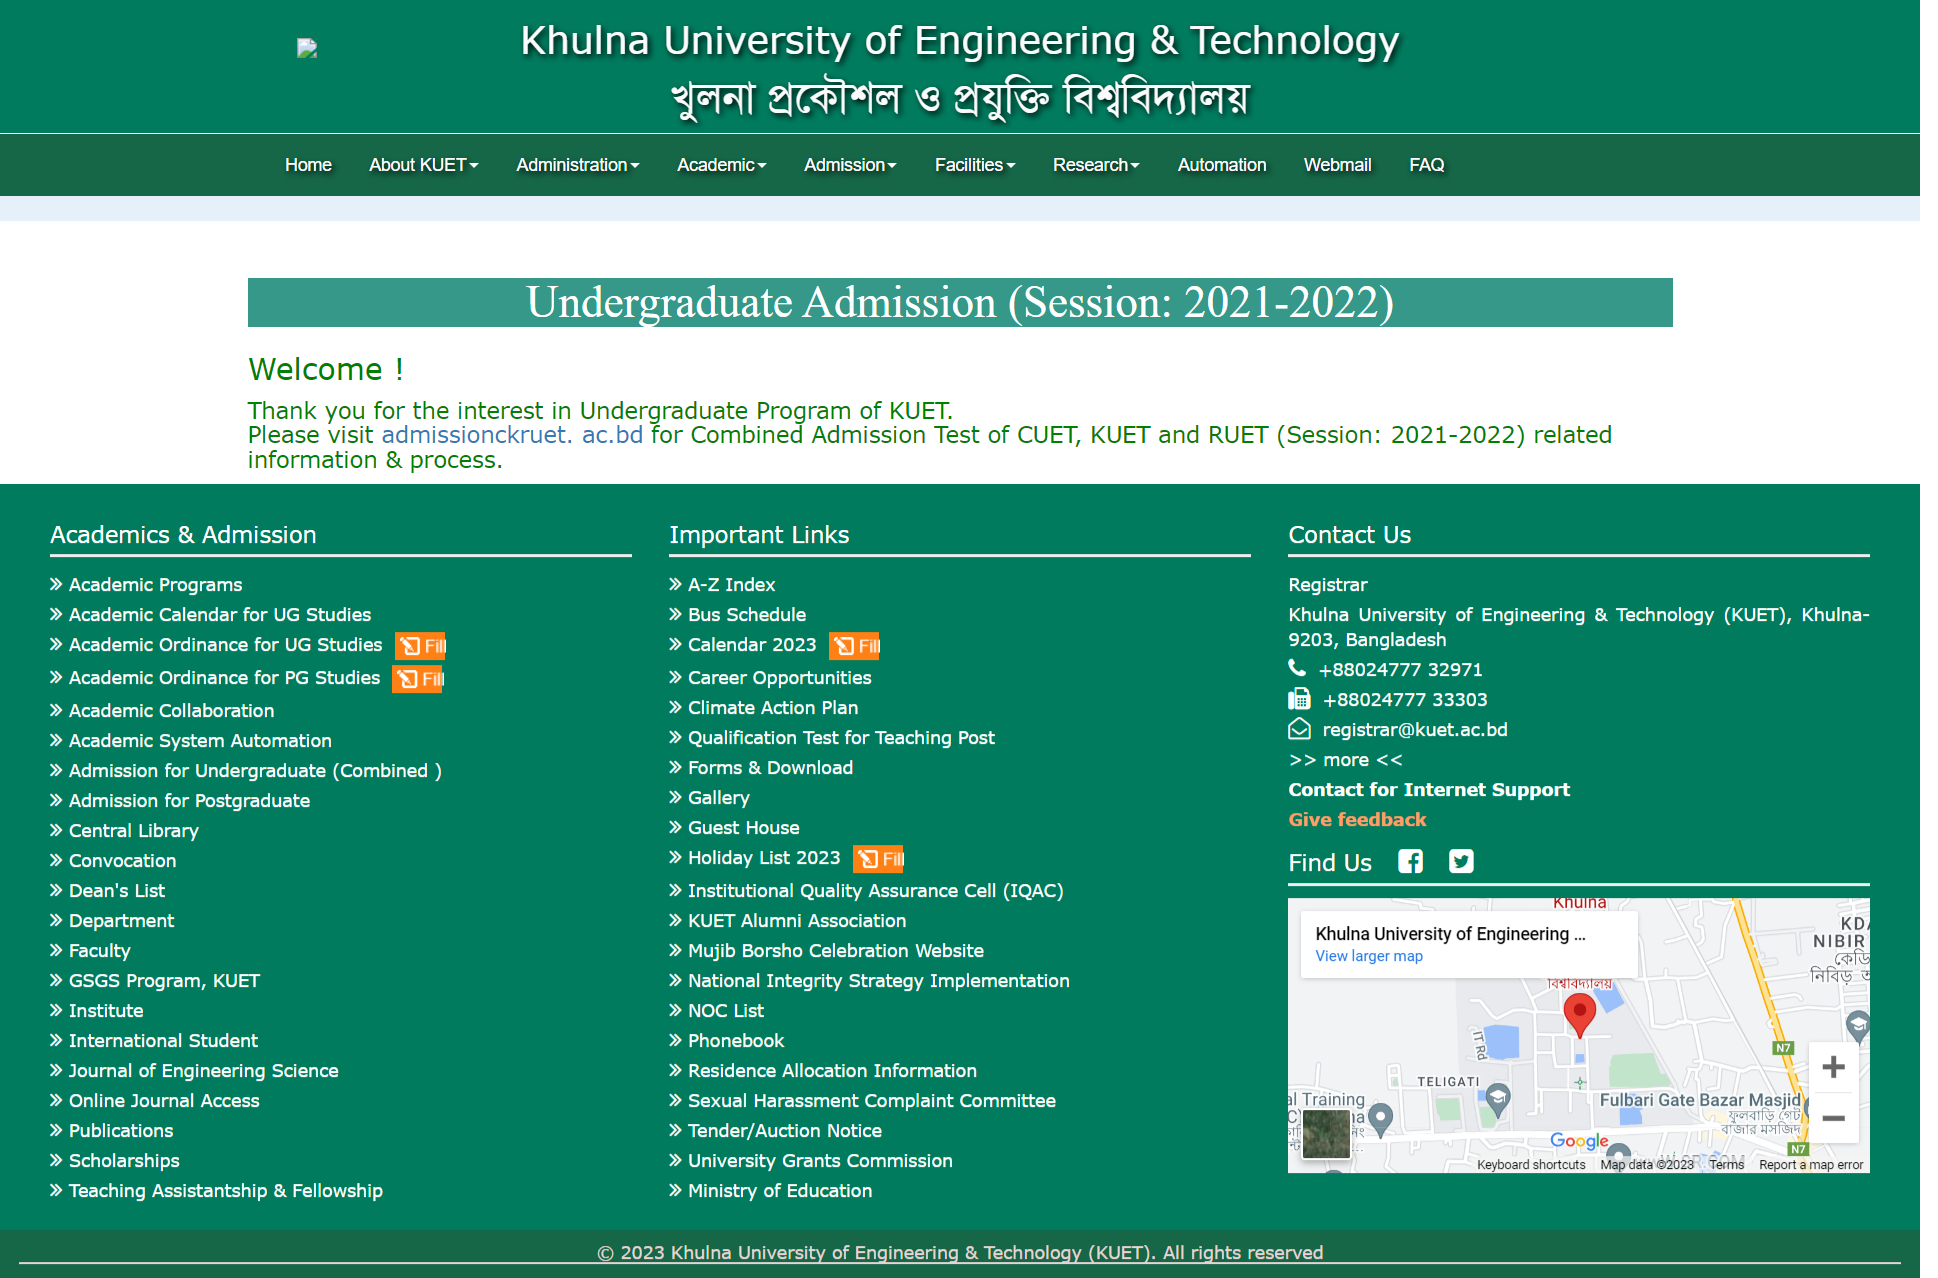 Khulna University of Engineering & Technology
খুলনা প্রকৌশল ও প্রযুক্তি বিশ্ববিদ্যালয়
Home About KUET Administration Academic Admission Facilities Research Automation Webmail FAQ
Undergraduate Admission (Session: 2021-2022)
Welcome !
Thank you for the interest in Undergraduate Program of KUET.
Please visit admissionckruet. ac.bd for Combined Admission Test of CUET, KUET and RUET (Session: 2021-2022) related
information & process.
Academics & Admission
Academic Programs
Academic Calendar for UG Studies
Academic Ordinance for UG Studies Fill
Academic Ordinance for PG Studies Fill
Academic Collaboration
Academic System Automation
Admission for Undergraduate (Combined )
Admission for Postgraduate
Central Library
Convocation
Dean's List
Department
Faculty
GSGS Program, KUET
Institute
International Student
Journal of Engineering Science
Online Journal Access
Publications
Scholarships
Teaching Assistantship & Fellowship
Important Links
A-Z Index
Bus Schedule
Calendar 2023 Fill
Career Opportunities
Climate Action Plan
Qualification Test for Teaching Post
Forms & Download
Gallery
Guest House
Holiday List 2023 Fill
Institutional Quality Assurance Cell (IQAC)
KUET Alumni Association
Mujib Borsho Celebration Website
National Integrity Strategy Implementation
NOC List
Phonebook
Residence Allocation Information
Sexual Harassment Complaint Committee
Tender/Auction Notice
University Grants Commission
Ministry of Education
Contact Us
Registrar
Khulna University of Engineering & Technology (KUET), Khulna-
9203, Bangladesh
+88024777 32971
+88024777 33303
registrar@kuet.ac.bd
>> more <<
Contact for Internet Support
Give feedback
Find Us
Khulna
Khulna University of Engineering ...
View larger map
বিশ্ববিদ্যালয়
NIBIR
IT Rd
N7
TELIGATI
al Training
Fulbari Gate Bazar Masjid
ফুলবাড়ি গেট
বাজার মসজিদ
N7
Google
Keyboard shortcuts Map data ©2023 Terms Report a map error
© 2023 Khulna University of Engineering & Technology (KUET). All rights reserved